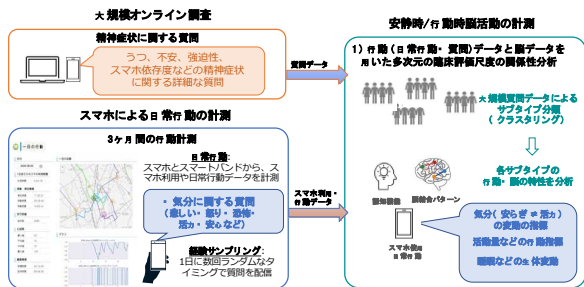 大規模オンライン調査
精神症状に関する質問
うつ、不安、強迫性、
スマホ依存度などの精神症状
に関する詳細な質問
質問データ
スマホによる日常行動の計測
3ヶ月間の行動計測
一日の行動
日常行動:
スマホとスマートバンドから、ス
マホ利用や日常行動データを計測
・気分に関する質問
(悲しい・怒り・恐怖・
活力・安心など)
経験サンプリング:
1日に数回ランダムなタ
イミングで質問を配信
スマホ利用・
行動データ
安静時/行動時脳活動の計測
1) 行動(日常行動・質問)データと脳データを
用いた多次元の臨床評価尺度の関係性分析
大規模質問データによる
サブタイプ分類
(クラスタリング)
各サブタイプの
行動・脳の特性を分析
認知機能
脳結合パターン
スマホ使用
日常行動
気分(安らぎ⇄活力)
の変動の指標
活動量などの行動指標
睡眠などの生体変動